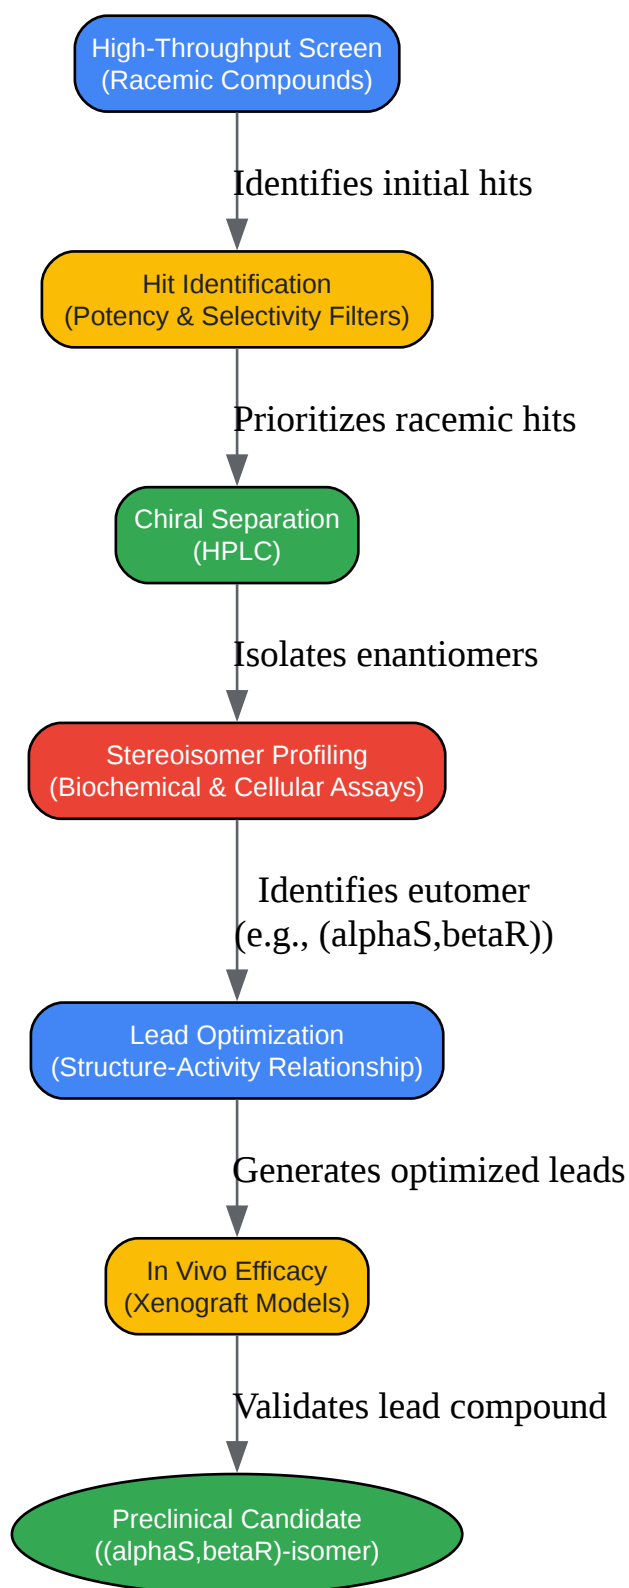 High-Throughput Screen
(Racemic Compounds)
Identifies initial hits
Hit Identification
(Potency & Selectivity Filters)
Prioritizes racemic hits
Chiral Separation
(HPLC)
Isolates enantiomers
Stereoisomer Profiling
(Biochemical & Cellular Assays)
Identifies eutomer
(e.g., (alphaS,betaR))
Lead Optimization
(Structure-Activity Relationship)
Generates optimized leads
In Vivo Efficacy
(Xenograft Models)
Validates lead compound
Preclinical Candidate
((alphaS,betaR)-isomer)